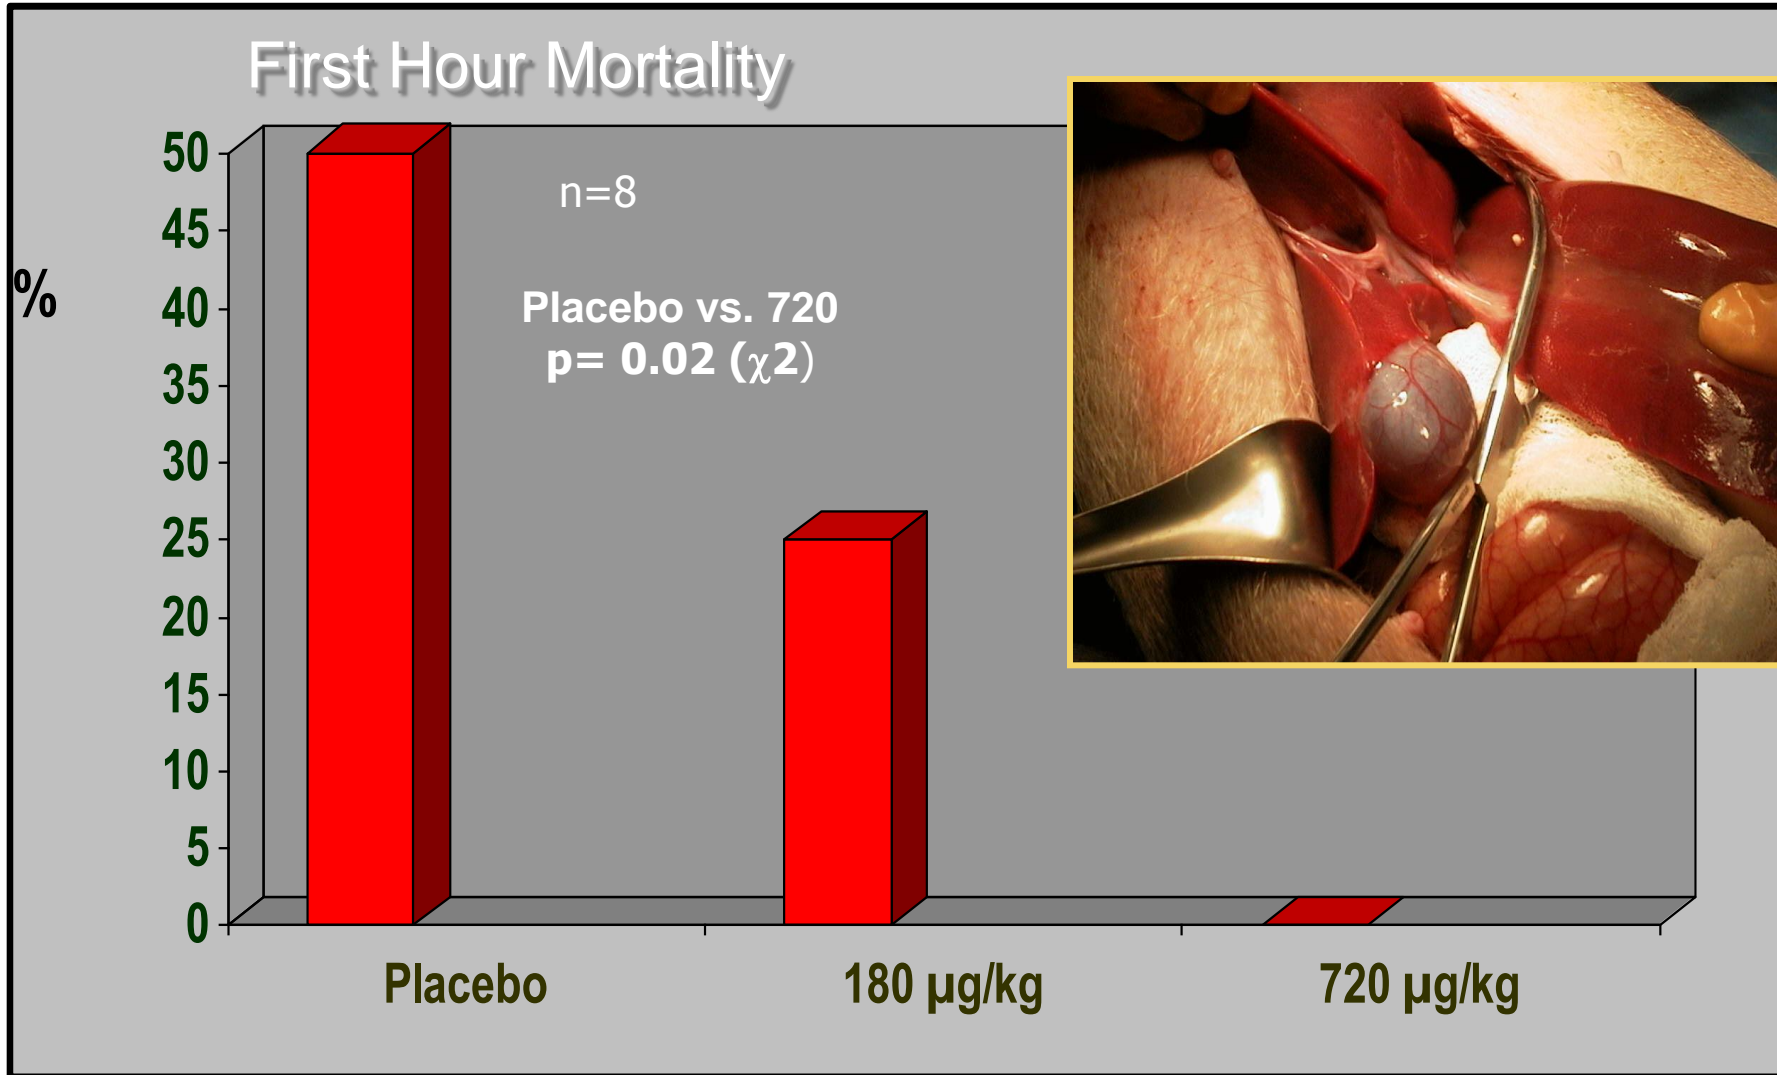 First Hour Mortality
50
45
40
35
30
25
20
15
10
5
0
%
n=8
Placebo vs. 720
p= 0.02 (χ2)
Placebo
180 µg/kg
720 µg/kg